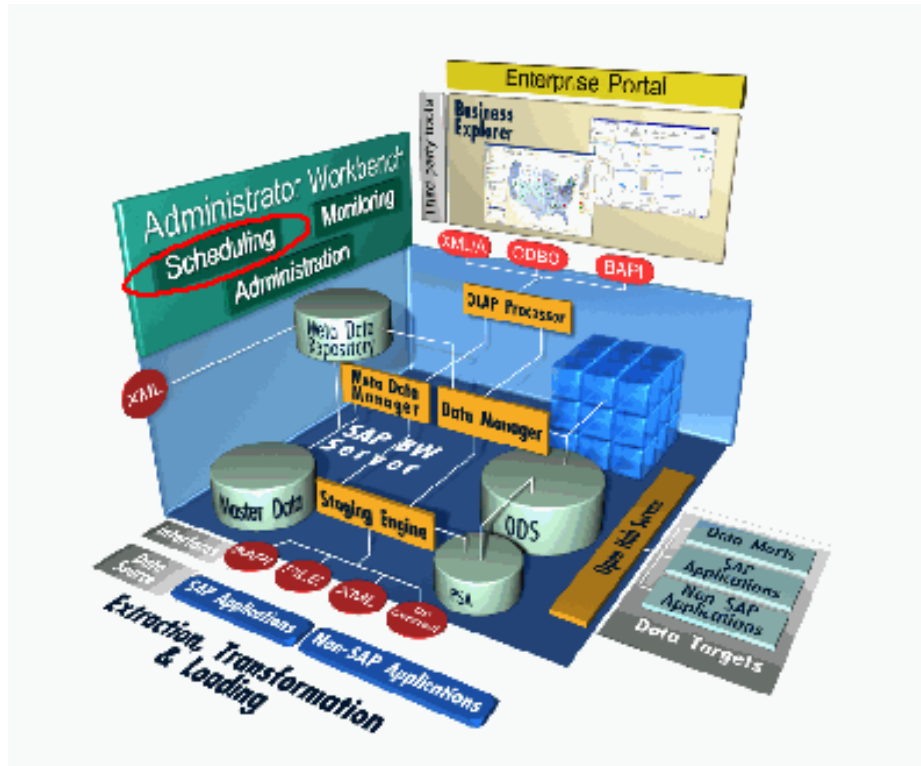 Enterprise Portal
Third party tools
Business
Explorer
Administrator Workbench
Scheduling
Monitoring
Administration
XML/A
ODBO
BAPI
OLAP Processor
Meta Data
Repository
XML
Meta Data
Manager
Data Manager
SAP BW
Server
Master Data
Staging Engine
ODS
PSA
Interfaces
BAPI
FILE
XML
DB
Connect
Data
Source
SAP Applications
Non-SAP Applications
Extraction, Transformation
& Loading
Data Marts
SAP
Applications
Non SAP
Applications
Data Targets